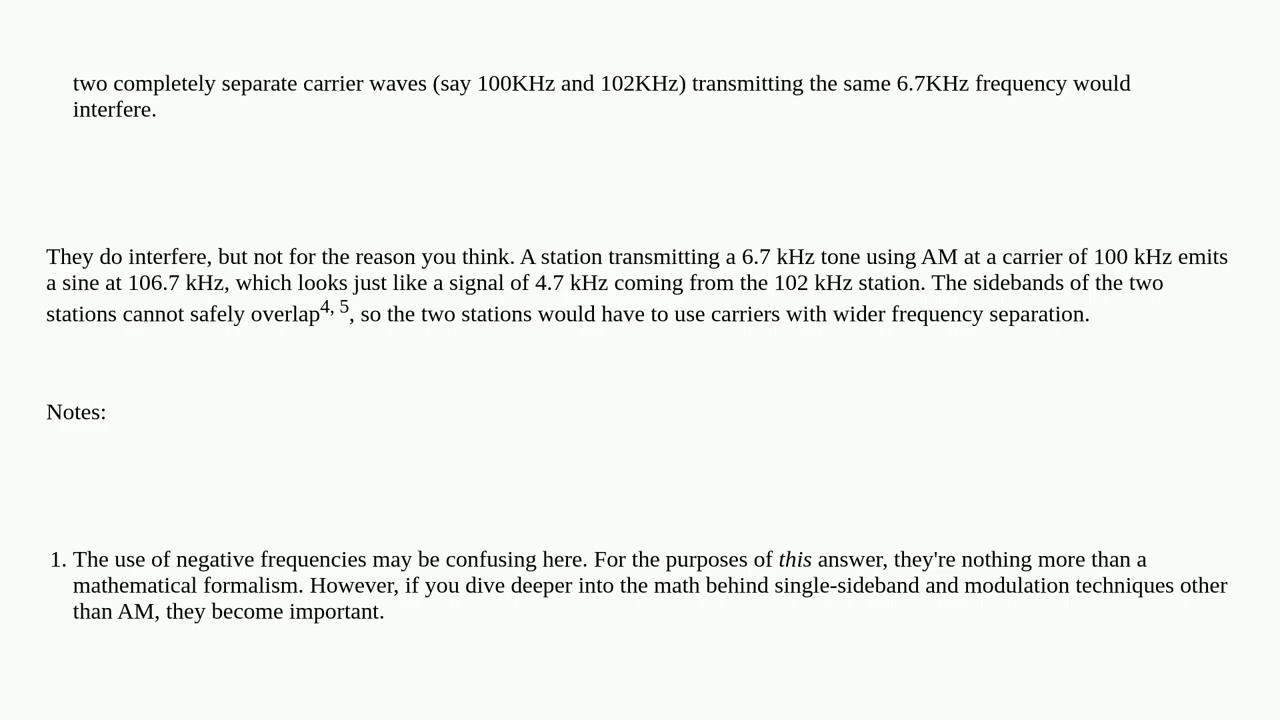 two completely separate carrier waves (say 100KHz and 102KHz) transmitting the same 6.7KHz frequency would
interfere.
They do interfere, but not for the reason you think. A station transmitting a 6.7 kHz tone using AM at a carrier of 100 kHz emits
a sine at 106.7 kHz, which looks just like a signal of 4.7 kHz coming from the 102 kHz station. The sidebands of the two
stations cannot safely overlap4, 5, so the two stations would have to use carriers with wider frequency separation.
Notes:
1. The use of negative frequencies may be confusing here. For the purposes of this answer, they're nothing more than a
mathematical formalism. However, if you dive deeper into the math behind single-sideband and modulation techniques other
than AM, they become important.